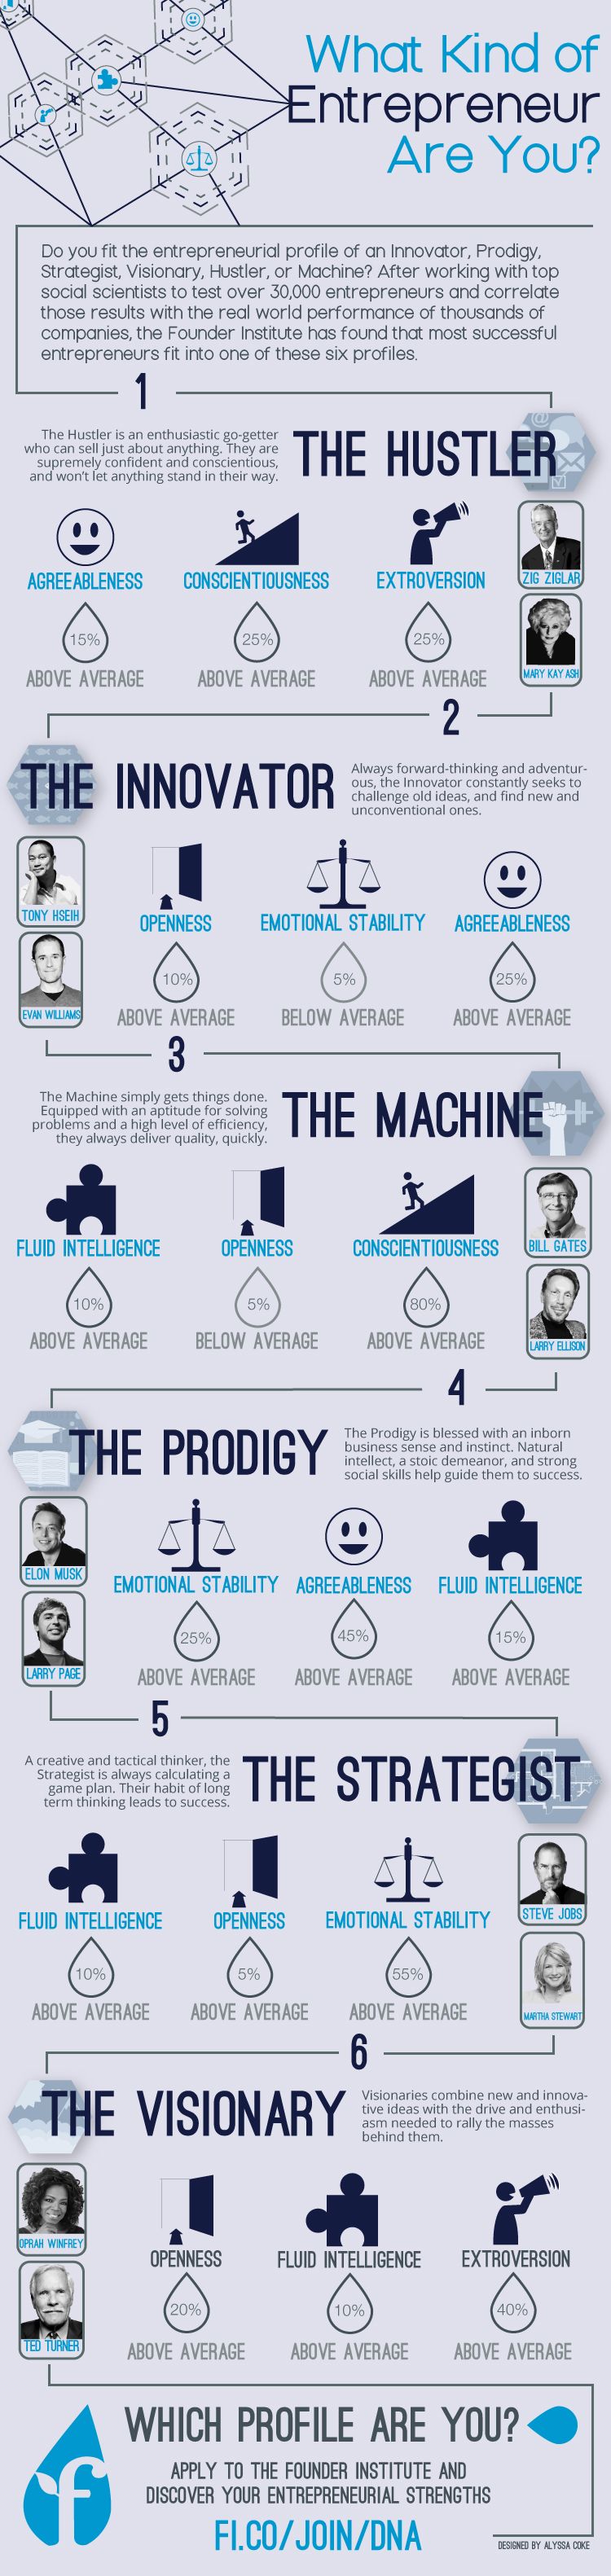 What Kind of
Entrepreneur
Are You?
Do you fit the entrepreneurial profile of an Innovator, Prodigy,
Strategist, Visionary, Hustler, or Machine? After working with top
social scientists to test over 30,000 entrepreneurs and correlate
those results with the real world performance of thousands of
companies, the Founder Institute has found that most successful
entrepreneurs fit into one of these six profiles.
1
The Hustler is an enthusiastic go-getter
who can sell just about anything. They are
supremely confident and conscientious,
and won't let anything stand in their way.
THE HUSTLER
AGREEABLENESS
CONSCIENTIOUSNESS
EXTROVERSION
ZIG ZIGLAR
15%
25%
25%
MARY KAY ASH
ABOVE AVERAGE
ABOVE AVERAGE
ABOVE AVERAGE
2
THE INNOVATOR
Always forward-thinking and adventur-
ous, the Innovator constantly seeks to
challenge old ideas, and find new and
unconventional ones.
TONY HSEIH
OPENNESS
EMOTIONAL STABILITY
AGREEABLENESS
10%
5%
25%
EVAN WILLIAMS
ABOVE AVERAGE
BELOW AVERAGE
ABOVE AVERAGE
3
The Machine simply gets things done.
Equipped with an aptitude for solving
problems and a high level of efficiency,
they always deliver quality, quickly.
THE MACHINE
FLUID INTELLIGENCE
OPENNESS
CONSCIENTIOUSNESS
BILL GATES
10%
5%
80%
ABOVE AVERAGE
BELOW AVERAGE
ABOVE AVERAGE
LARRY ELLISON
4
THE PRODIGY
The Prodigy is blessed with an inborn
business sense and instinct. Natural
intellect, a stoic demeanor, and strong
social skills help guide them to success.
ELON MUSK
EMOTIONAL STABILITY
AGREEABLENESS
FLUID INTELLIGENCE
25%
45%
15%
LARRY PAGE
ABOVE AVERAGE
ABOVE AVERAGE
ABOVE AVERAGE
5
A creative and tactical thinker, the
Strategist is always calculating a
game plan. Their habit of long
term thinking leads to success.
THE STRATEGIST
FLUID INTELLIGENCE
OPENNESS
EMOTIONAL STABILITY
STEVE JOBS
10%
5%
55%
ABOVE AVERAGE
ABOVE AVERAGE
ABOVE AVERAGE
MARTHA STEWART
6
THE VISIONARY
Visionaries combine new and innova-
tive ideas with the drive and enthusi-
asm needed to rally the masses
behind them.
OPRAH WINFREY
OPENNESS
FLUID INTELLIGENCE
EXTROVERSION
20%
10%
40%
TED TURNER
ABOVE AVERAGE
ABOVE AVERAGE
ABOVE AVERAGE
WHICH PROFILE ARE YOU?
APPLY TO THE FOUNDER INSTITUTE AND
DISCOVER YOUR ENTREPRENEURIAL STRENGTHS
FI.CO/JOIN/DNA
DESIGNED BY ALYSSA COKE